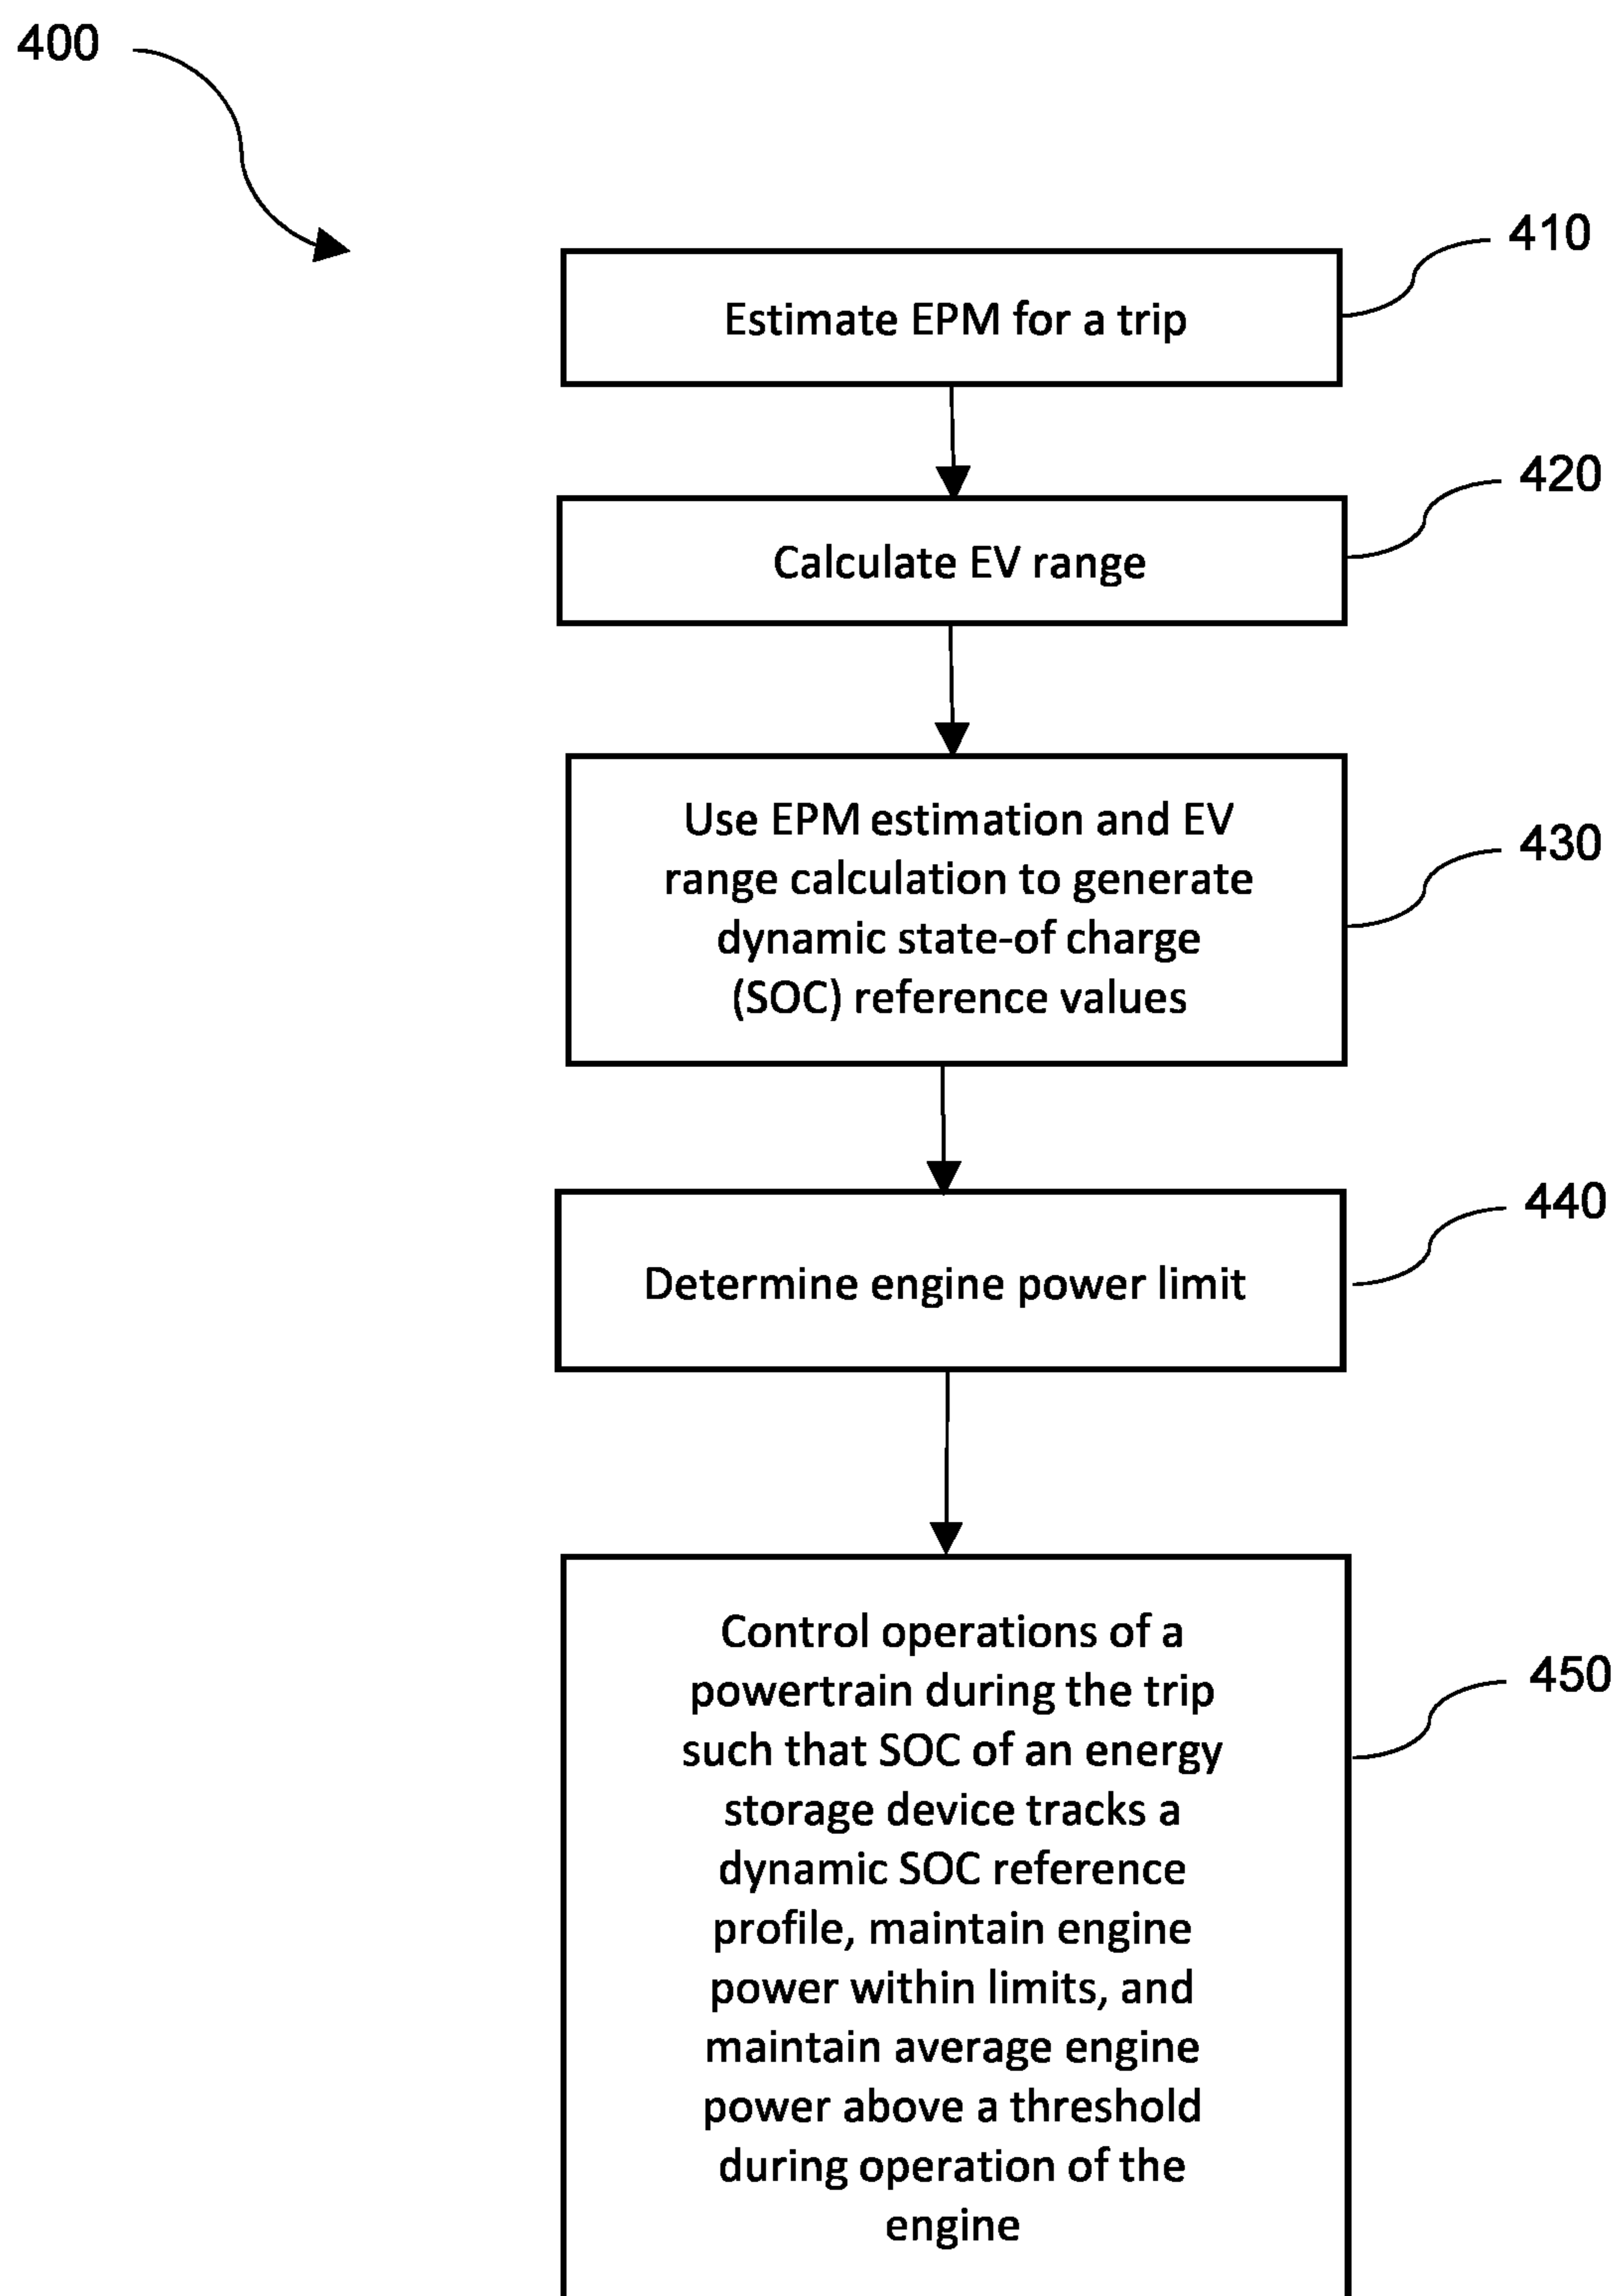 400
410
Estimate EPM for a trip
420
Calculate EV range
430
Use EPM estimation and EV
range calculation to generate
dynamic state-of charge
(SOC) reference values
440
Determine engine power limit
450
Control operations of a
powertrain during the trip
such that SOC of an energy
storage device tracks a
dynamic SOC reference
profile, maintain engine
power within limits, and
maintain average engine
power above a threshold
during operation of the
engine